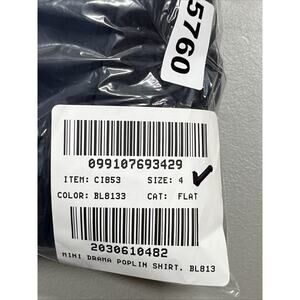 5760
099107693429
ITEM: CI853 SIZE: 4
COLOR: BL8133 CAT: FLAT
2030610482
MINI DRAMA POPLIN SHIRT, BL813